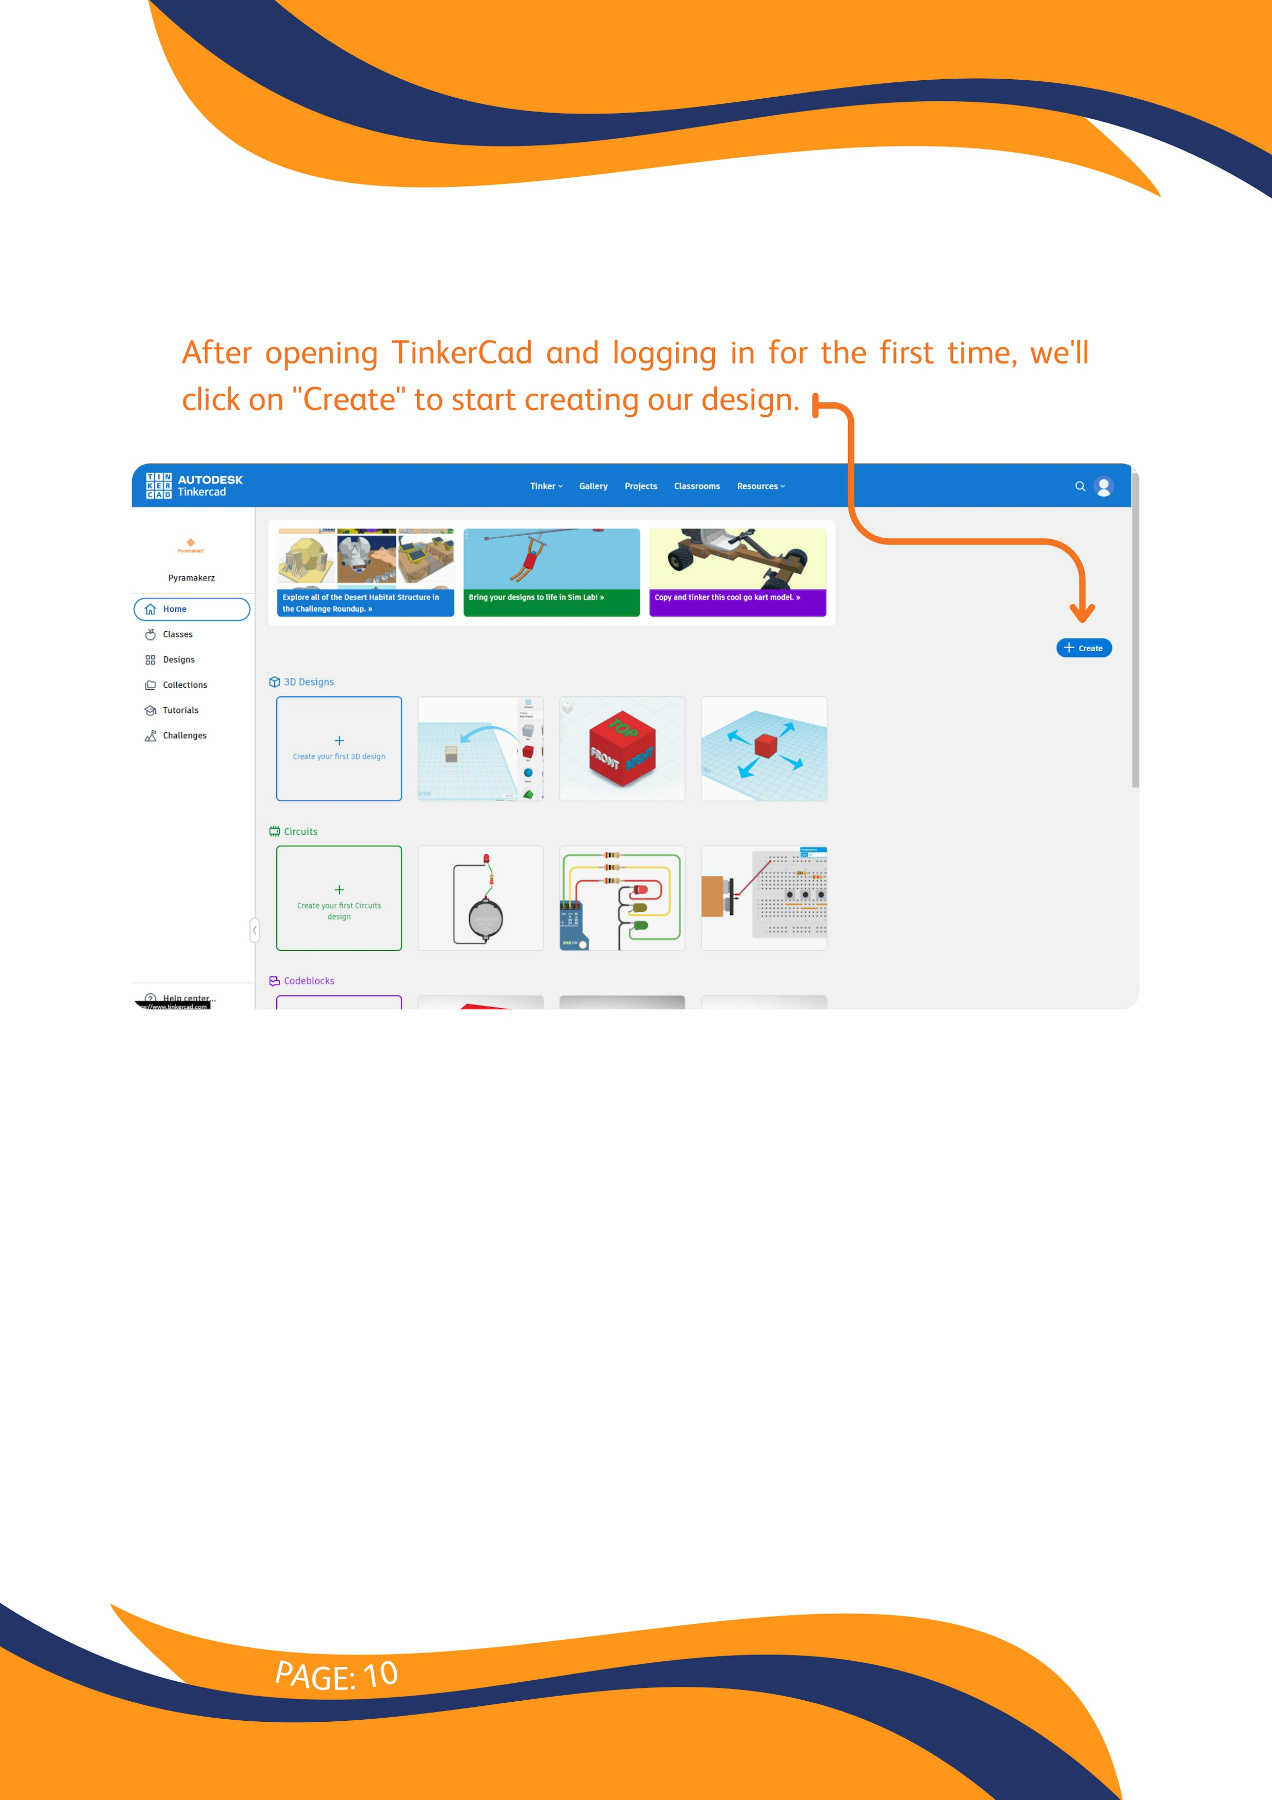 After opening TinkerCad and logging in for the first time, we'll
click on "Create" to start creating our design.
TIN
KER
CAD
AUTODESK
Tinkercad
Tinker
Gallery
Projects
Classrooms
Resources
Pyramakerz
Pyramakerz
Home
Classes
Designs
Collections
Tutorials
Challenges
Help center...
Explore all of the Desert Habitat Structure in
the Challenge Roundup. »
Bring your designs to life in Sim Lab! »
Copy and tinker this cool go kart model. »
+ Create
3D Designs
+
Create your first 3D design
TOP
FRONT
RIGHT
Circuits
+
Create your first Circuits
design
Codeblocks
PAGE: 10